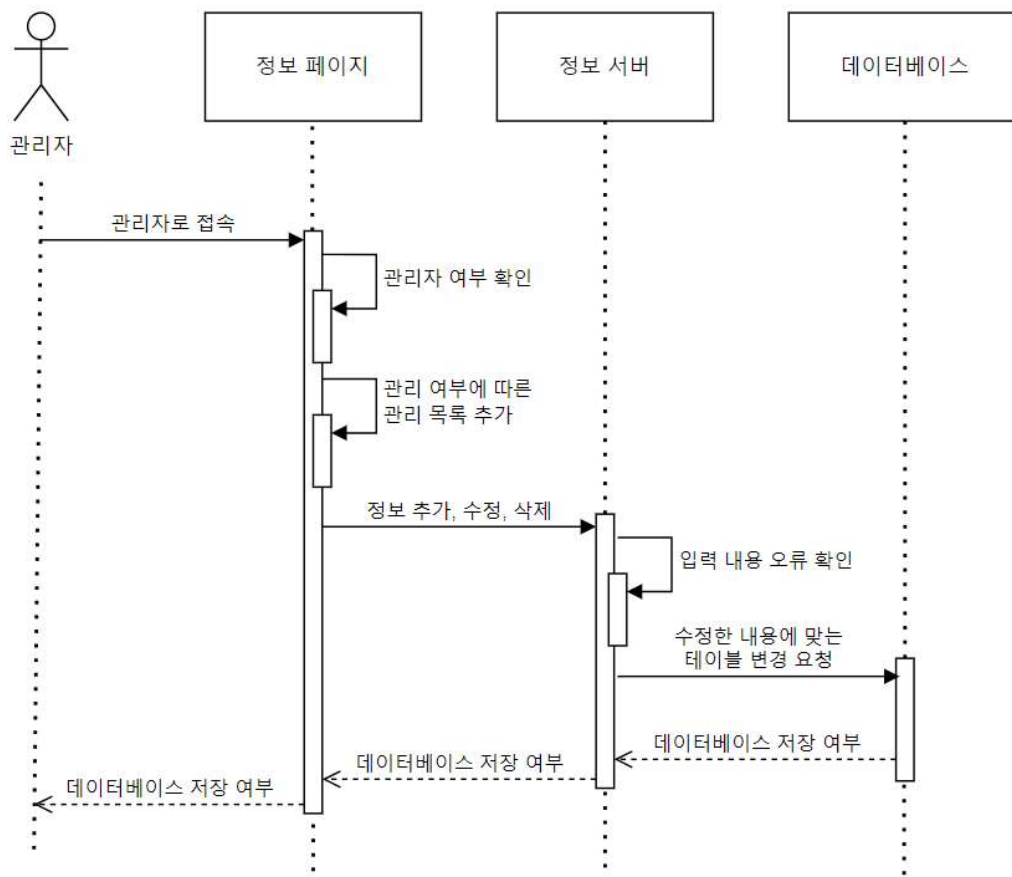 정보 페이지
정보 서버
데이터베이스
관리자
관리자로 접속
관리자 여부 확인
관리 여부에 따른
관리 목록 추가
정보 추가, 수정, 삭제
입력 내용 오류 확인
수정한 내용에 맞는
테이블 변경 요청
데이터베이스 저장 여부
데이터베이스 저장 여부
데이터베이스 저장 여부